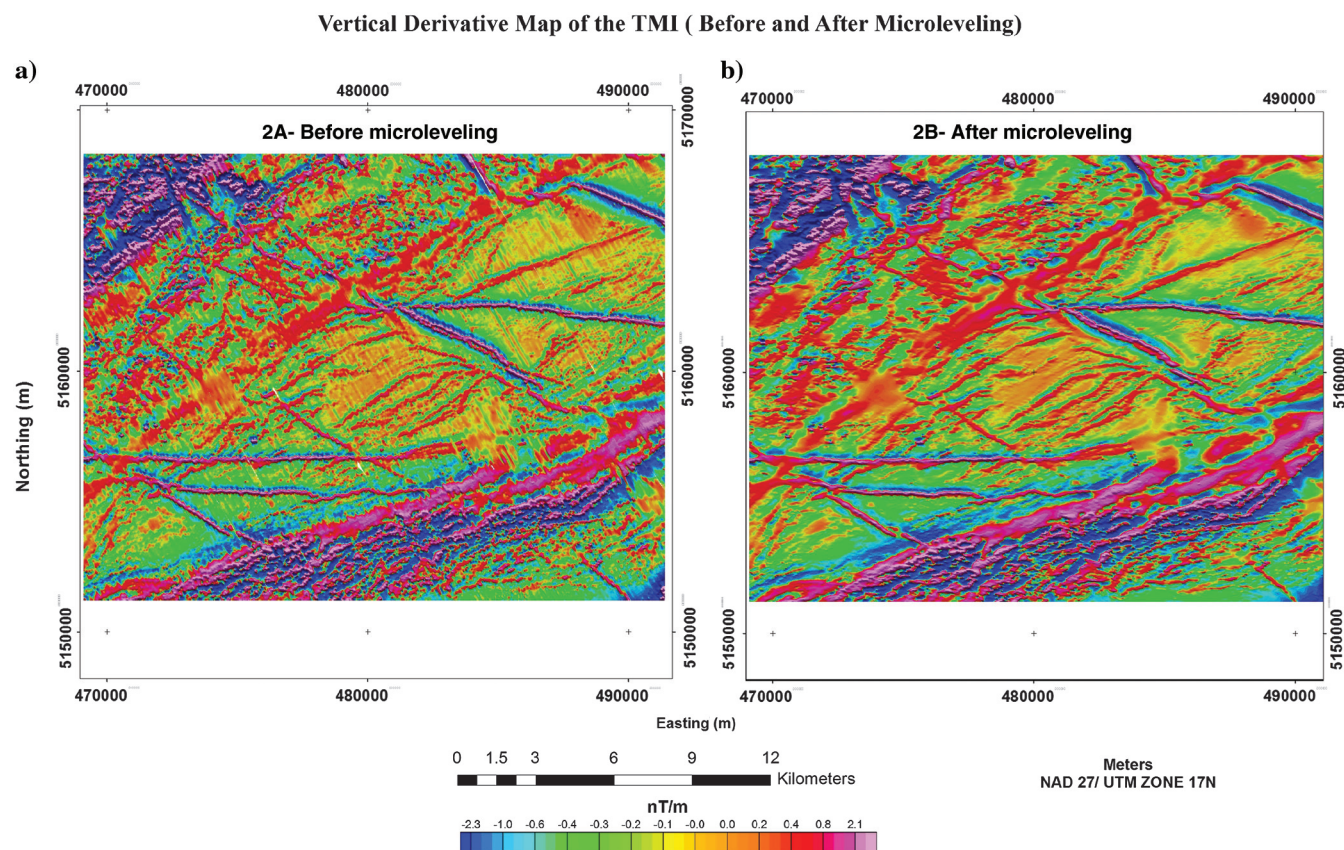 Vertical Derivative Map of the TMI ( Before and After Microleveling)
a)
470000 480000 490000
5170000
2A- Before microleveling
5160000
5160000
5150000
5150000
470000 480000 490000
b)
470000 480000 490000
2B- After microleveling
5160000
5150000
470000 480000 490000
Northing (m)
Easting (m)
0 1.5 3 6 9 12
Kilometers
Meters
NAD 27/ UTM ZONE 17N
nT/m
-2.3 -1.0 -0.6 -0.4 -0.3 -0.2 -0.1 -0.0 0.0 0.2 0.4 0.8 2.1